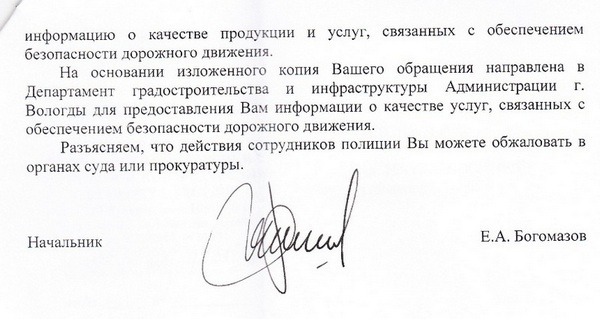 информацию о качестве продукции и услуг, связанных с обеспечением
безопасности дорожного движения.
На основании изложенного копия Вашего обращения направлена в
Департамент градостроительства и инфраструктуры Администрации г.
Вологды для предоставления Вам информации о качестве услуг, связанных с
обеспечением безопасности дорожного движения.
Разъясняем, что действия сотрудников полиции Вы можете обжаловать в
органах суда или прокуратуры.
Начальник Е.А. Богомазов